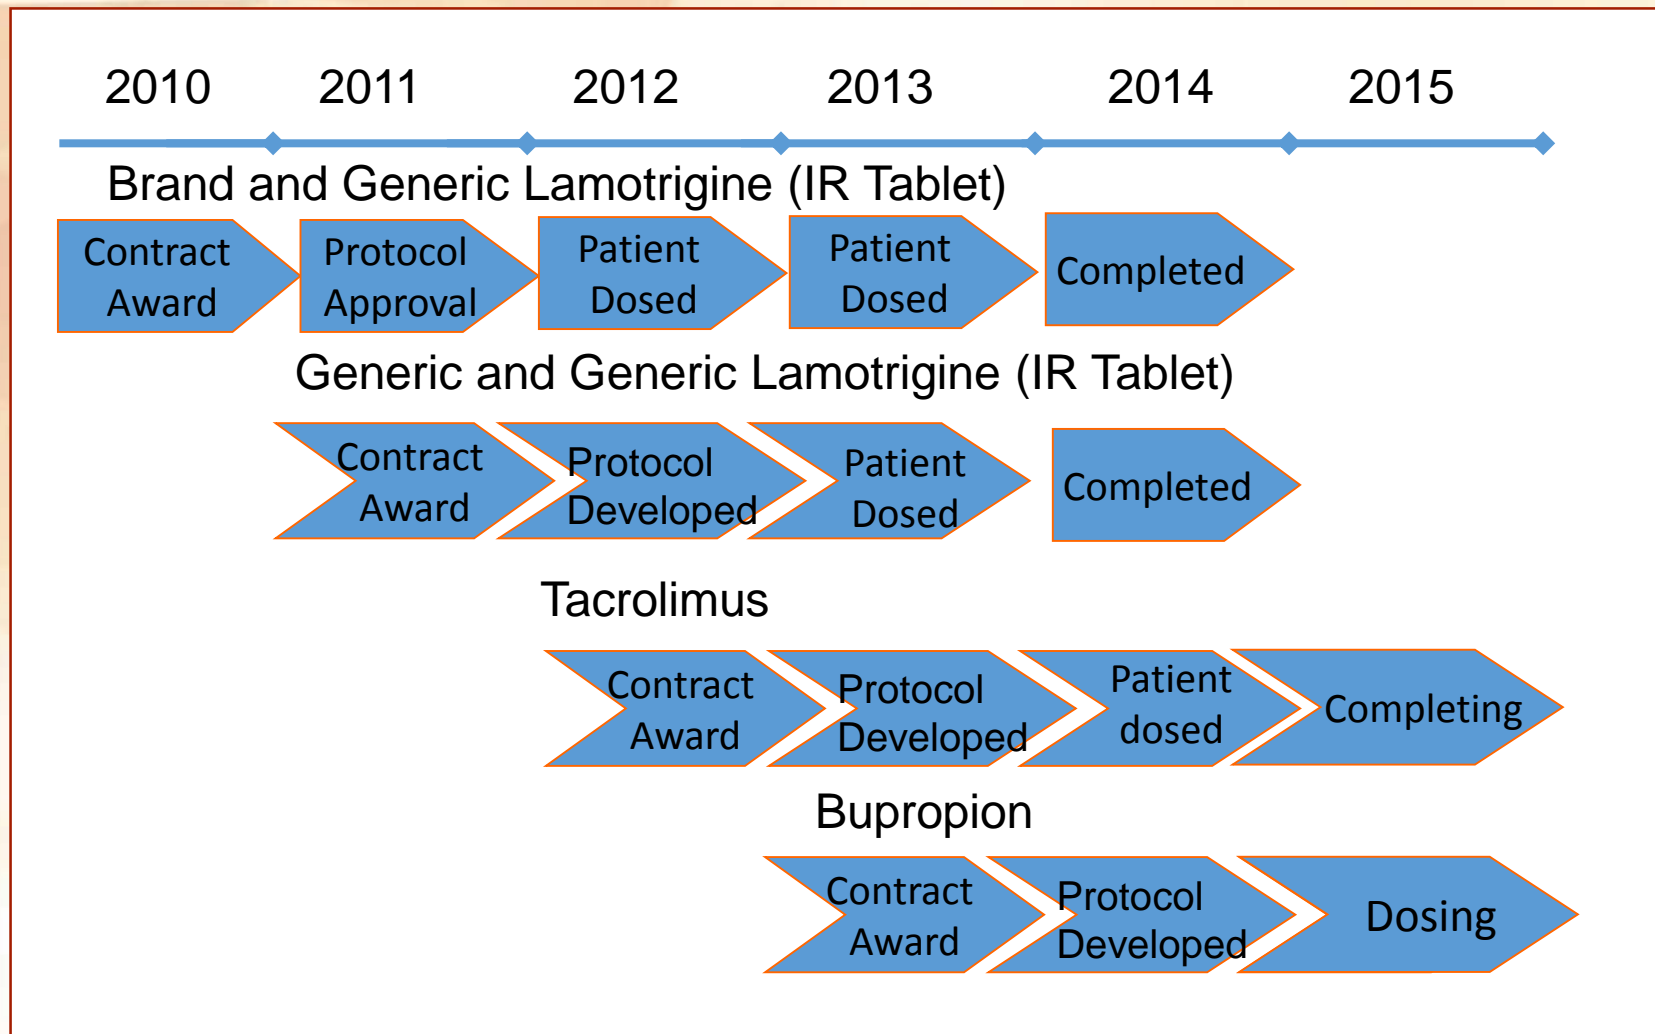 2010 2011 2012 2013 2014 2015
Brand and Generic Lamotrigine (IR Tablet)
Contract
Award
Protocol
Approval
Patient
Dosed
Patient
Dosed
Completed
Generic and Generic Lamotrigine (IR Tablet)
Contract
Award
Protocol
Developed
Patient
Dosed
Completed
Tacrolimus
Contract
Award
Protocol
Developed
Patient
dosed
Completing
Bupropion
Contract
Award
Protocol
Developed
Dosing